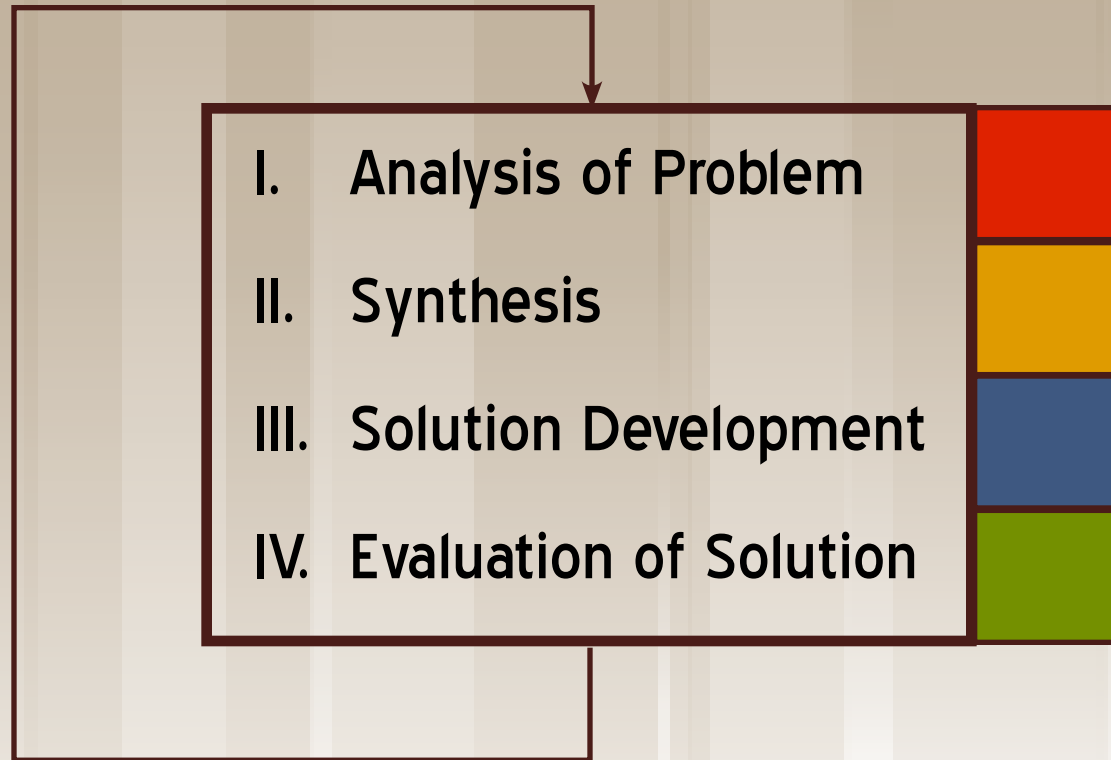 I. Analysis of Problem
II. Synthesis
III. Solution Development
IV. Evaluation of Solution